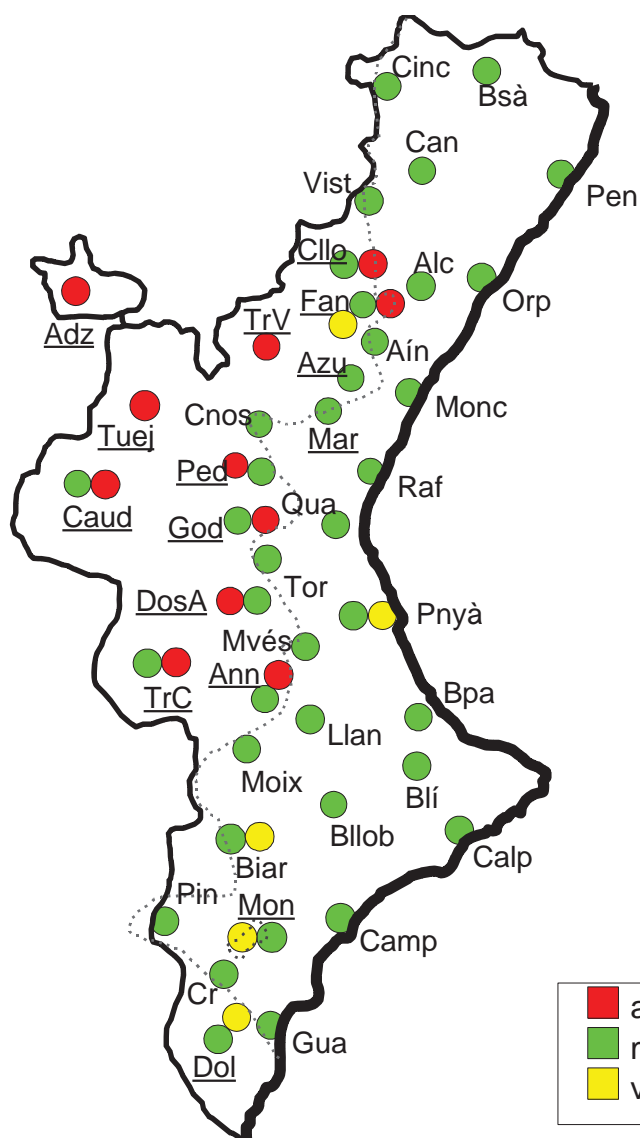 Cinc
Bsà
Can
Vist
Pen
Cllo
Alc
Orp
Fan
Adz
TrV
Aín
Azu
Monc
Tuej
Cnos
Mar
Ped
Raf
Qua
Caud
God
Tor
DosA
Pnyà
Mvés
Ann
TrC
Bpa
Llan
Moix
Blí
Bllob
Calp
Biar
Pin
Mon
Camp
Cr
Gua
Dol
a
v